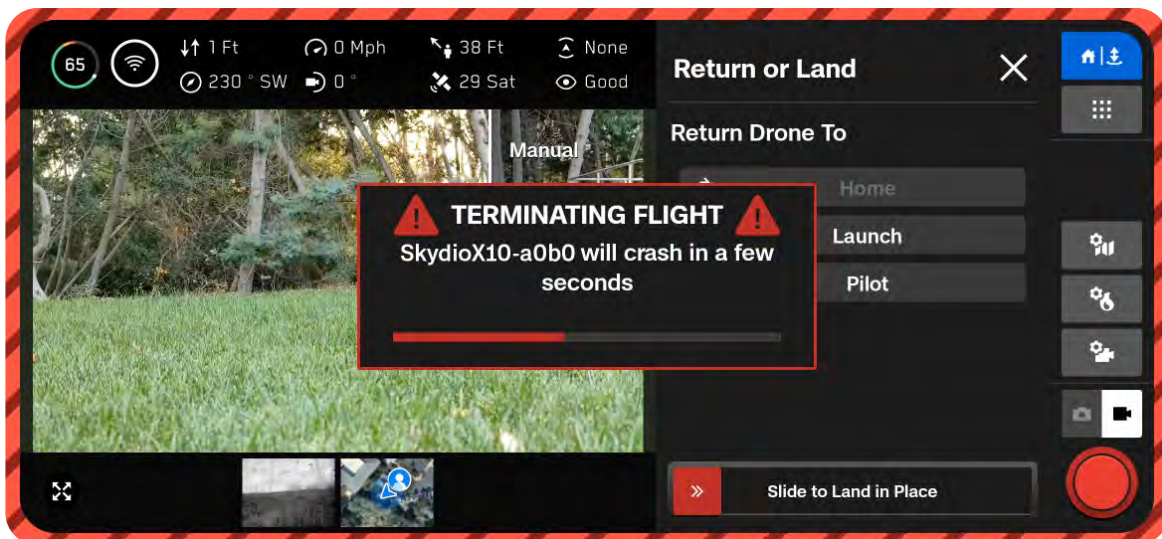 65
1 Ft
0 Mph
38 Ft
None
230 ° SW
0 °
29 Sat
Good
Manual
Return or Land
Return Drone To
Home
Launch
Pilot
TERMINATING FLIGHT
SkydioX10-a0b0 will crash in a few
seconds
Slide to Land in Place